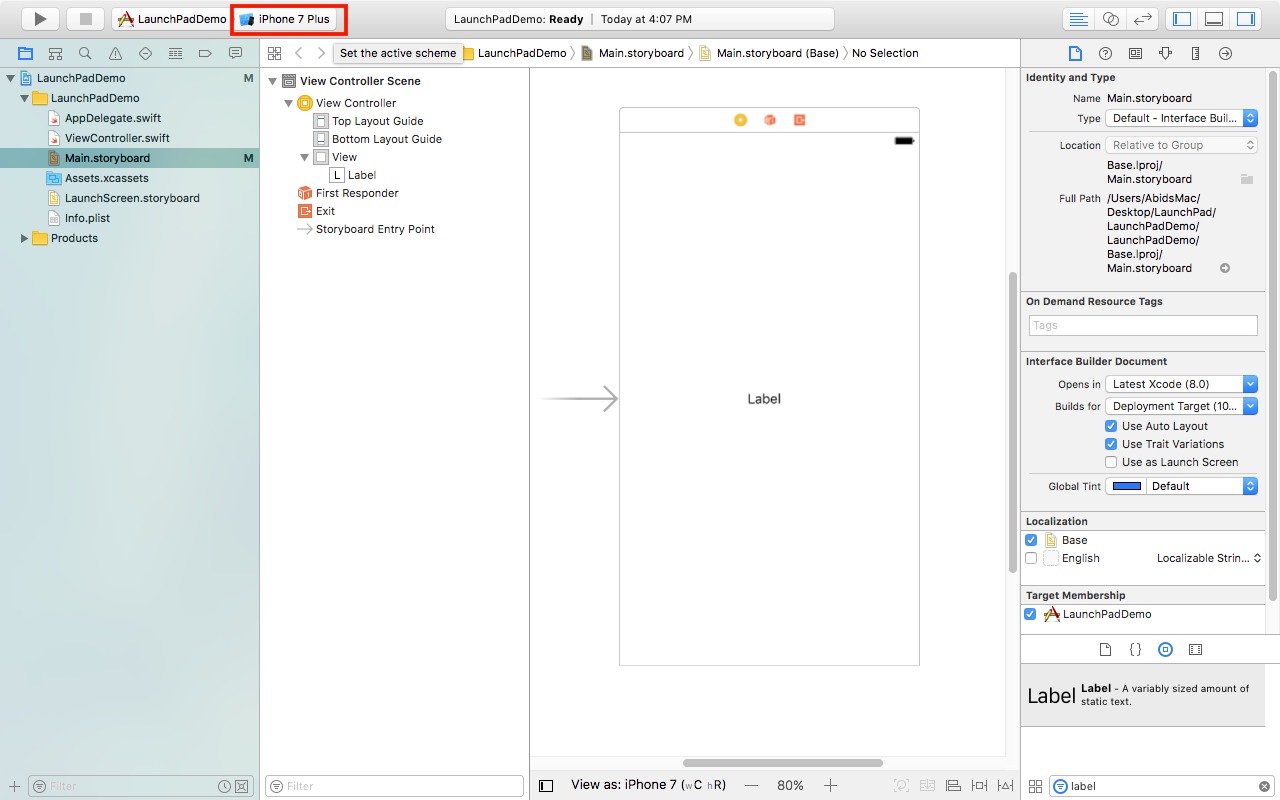 LaunchPadDemo
iPhone 7 Plus
LaunchPadDemo: Ready | Today at 4:07 PM
Set the active scheme
LaunchPadDemo
Main.storyboard
Main.storyboard (Base)
No Selection
LaunchPadDemo M
LaunchPadDemo
AppDelegate.swift
ViewController.swift
Main.storyboard M
Assets.xcassets
LaunchScreen.storyboard
Info.plist
Products
Filter
View Controller Scene
View Controller
Top Layout Guide
Bottom Layout Guide
View
L Label
First Responder
Exit
Storyboard Entry Point
Filter
Label
View as: iPhone 7 (wC hR)
80%
Identity and Type
Name Main.storyboard
Type Default - Interface Buil...
Location Relative to Group
Base.lproj/
Main.storyboard
Full Path /Users/AbidsMac/
Desktop/LaunchPad/
LaunchPadDemo/
LaunchPadDemo/
Base.lproj/
Main.storyboard
On Demand Resource Tags
Tags
Interface Builder Document
Opens in Latest Xcode (8.0)
Builds for Deployment Target (10...
Use Auto Layout
Use Trait Variations
Use as Launch Screen
Global Tint Default
Localization
Base
English Localizable Strin...
Target Membership
LaunchPadDemo
{}
Label
Label - A variably sized amount of
static text.
label